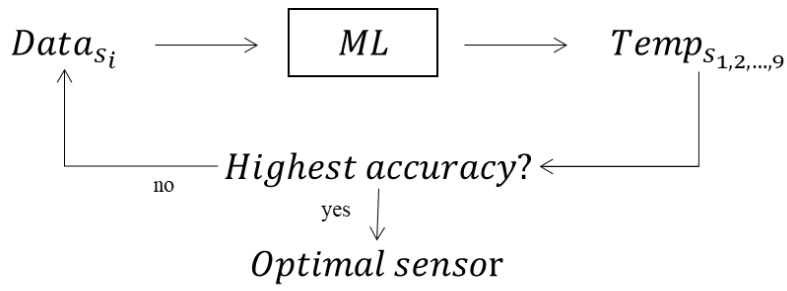 Data_{s_i} ML Temp_{s_{1,2,...,9}}
Highest accuracy?
no
yes
Optimal sensor